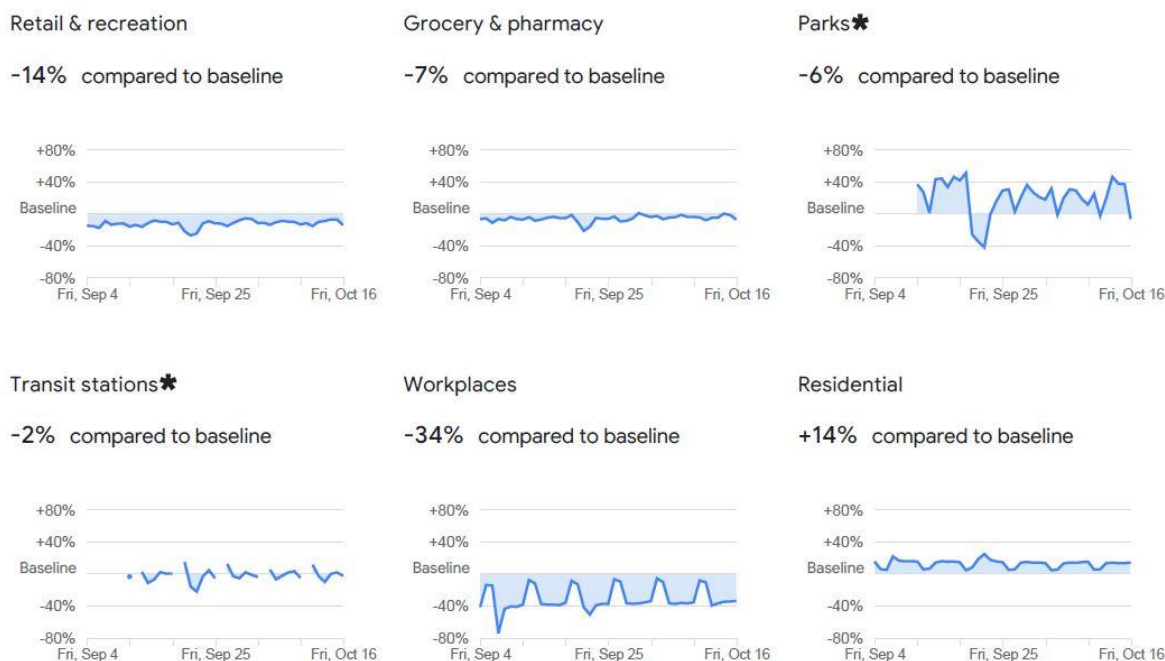 Retail & recreation
-14% compared to baseline
+80%
+40%
Baseline
-40%
-80%
Fri, Sep 4 Fri, Sep 25 Fri, Oct 16
Grocery & pharmacy
-7% compared to baseline
+80%
+40%
Baseline
-40%
-80%
Fri, Sep 4 Fri, Sep 25 Fri, Oct 16
Parks*
-6% compared to baseline
+80%
+40%
Baseline
-40%
-80%
Fri, Sep 4 Fri, Sep 25 Fri, Oct 16
Transit stations*
-2% compared to baseline
+80%
+40%
Baseline
-40%
-80%
Fri, Sep 4 Fri, Sep 25 Fri, Oct 16
Workplaces
-34% compared to baseline
+80%
+40%
Baseline
-40%
-80%
Fri, Sep 4 Fri, Sep 25 Fri, Oct 16
Residential
+14% compared to baseline
+80%
+40%
Baseline
-40%
-80%
Fri, Sep 4 Fri, Sep 25 Fri, Oct 16